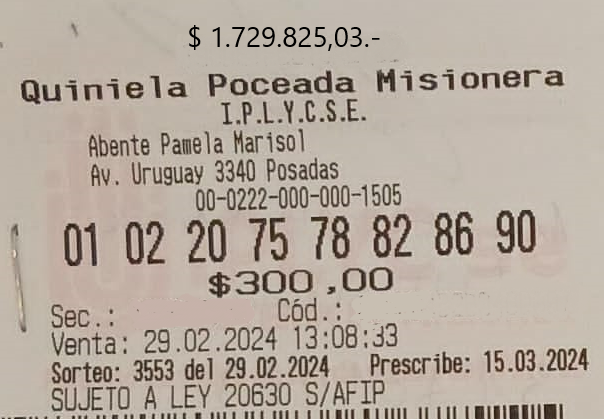 $ 1.729.825,03.-
Quiniela Poceada Misionera
I.P.L.Y.C.S.E.
Abente Pamela Marisol
Av. Uruguay 3340 Posadas
00-0222-000-000-1505
01 02 20 75 78 82 86 90
$300,00
Sec.: Cód.:
Venta: 29.02.2024 13:08:33
Sorteo: 3553 del 29.02.2024 Prescribe: 15.03.2024
SUJETO A LEY 20630 S/AFIP